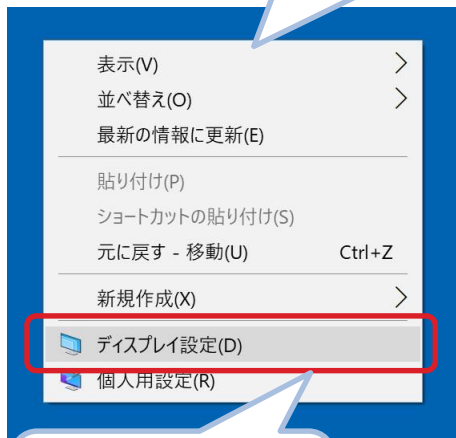 表示(V)
並べ替え(O)
最新の情報に更新(E)
貼り付け(P)
ショートカットの貼り付け(S)
元に戻す - 移動(U) Ctrl+Z
新規作成(X)
ディスプレイ設定(D)
個人用設定(R)